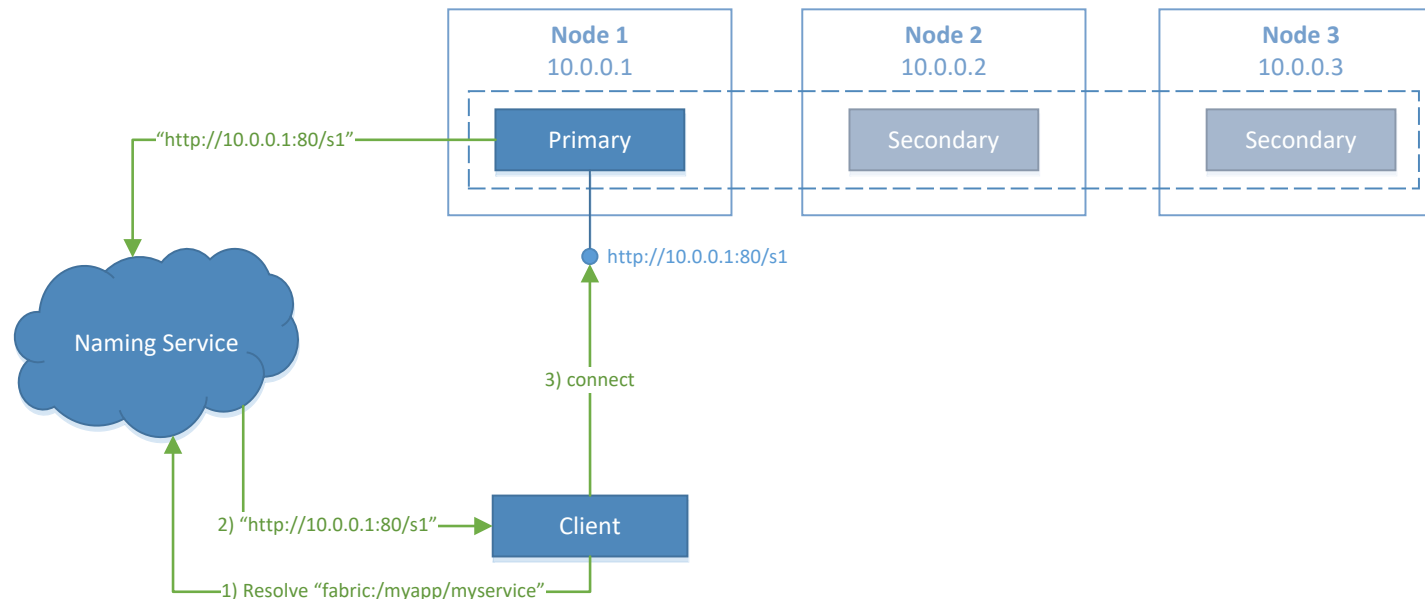 Node 1
10.0.0.1
Node 2
10.0.0.2
Node 3
10.0.0.3
“http://10.0.0.1:80/s1”
Primary
Secondary
Secondary
http://10.0.0.1:80/s1
Naming Service
3) connect
2) “http://10.0.0.1:80/s1”
Client
1) Resolve “fabric:/myapp/myservice”